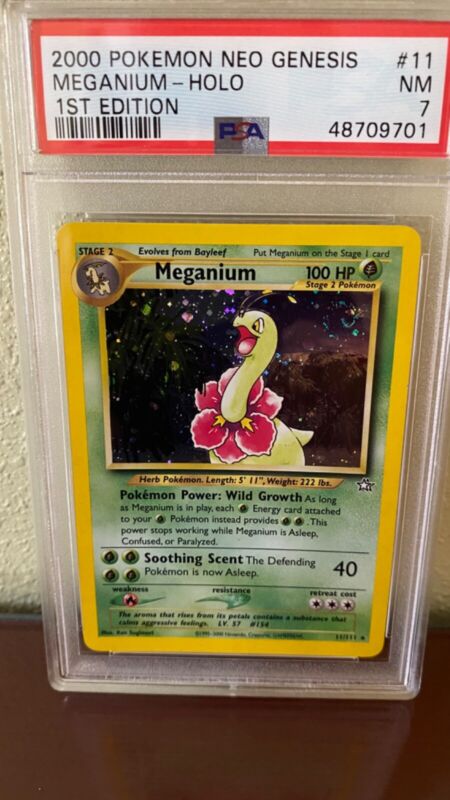 2000 POKEMON NEO GENESIS #11
MEGANIUM - HOLO NM
1ST EDITION 7
PSA 48709701
STAGE 2 Evolves from Bayleef Put Meganium on the Stage 1 card
Meganium 100 HP
Stage 2 Pokémon
Herb Pokémon. Length: 5' 11", Weight: 222 lbs.
Pokémon Power: Wild Growth As long
as Meganium is in play, each Energy card attached
to your Pokémon instead provides . This
power stops working while Meganium is Asleep,
Confused, or Paralyzed.
Soothing Scent The Defending 40
Pokémon is now Asleep.
weakness resistance retreat cost
The aroma that rises from its petals contains a substance that
calms aggressive feelings. LV. 57 #154
Illus. Ken Sugimori 11/111